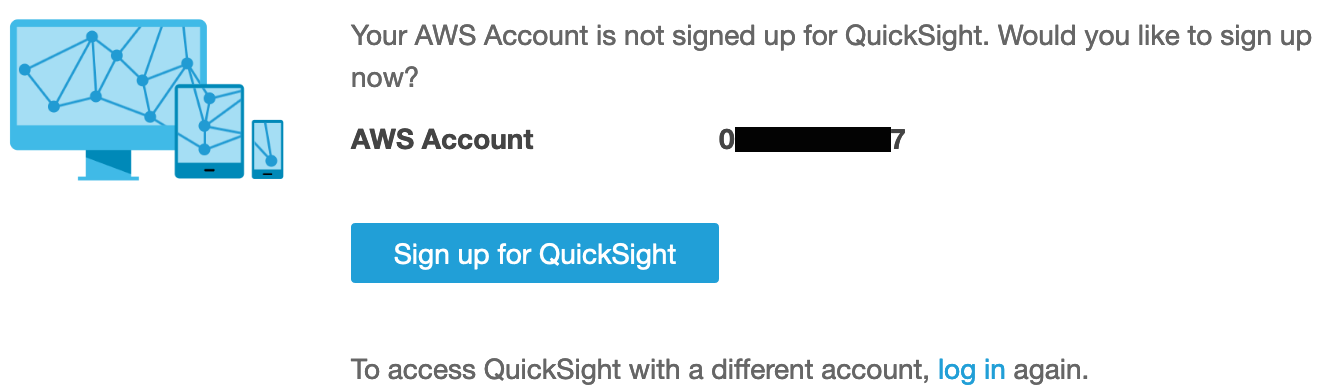 Your AWS Account is not signed up for QuickSight. Would you like to sign up
now?
AWS Account 0 7
Sign up for QuickSight
To access QuickSight with a different account, log in again.